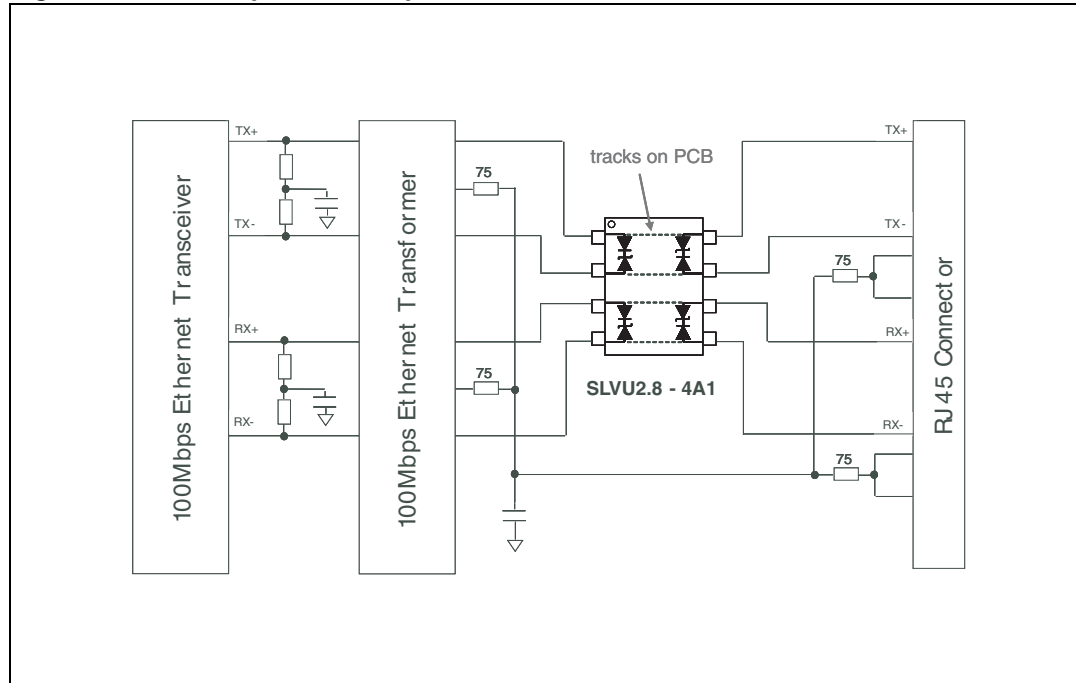 100Mbps Ethernet Transceiver
TX+
TX-
RX+
RX-
100Mbps Ethernet Transformer
75
75
tracks on PCB
SLVU2.8 - 4A1
TX+
TX-
75
RX+
RX-
75
RJ45 Connector